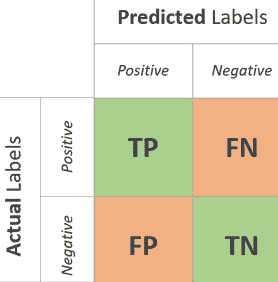 Predicted Labels
Positive Negative
Actual Labels
Positive
TP FN
Negative
FP TN